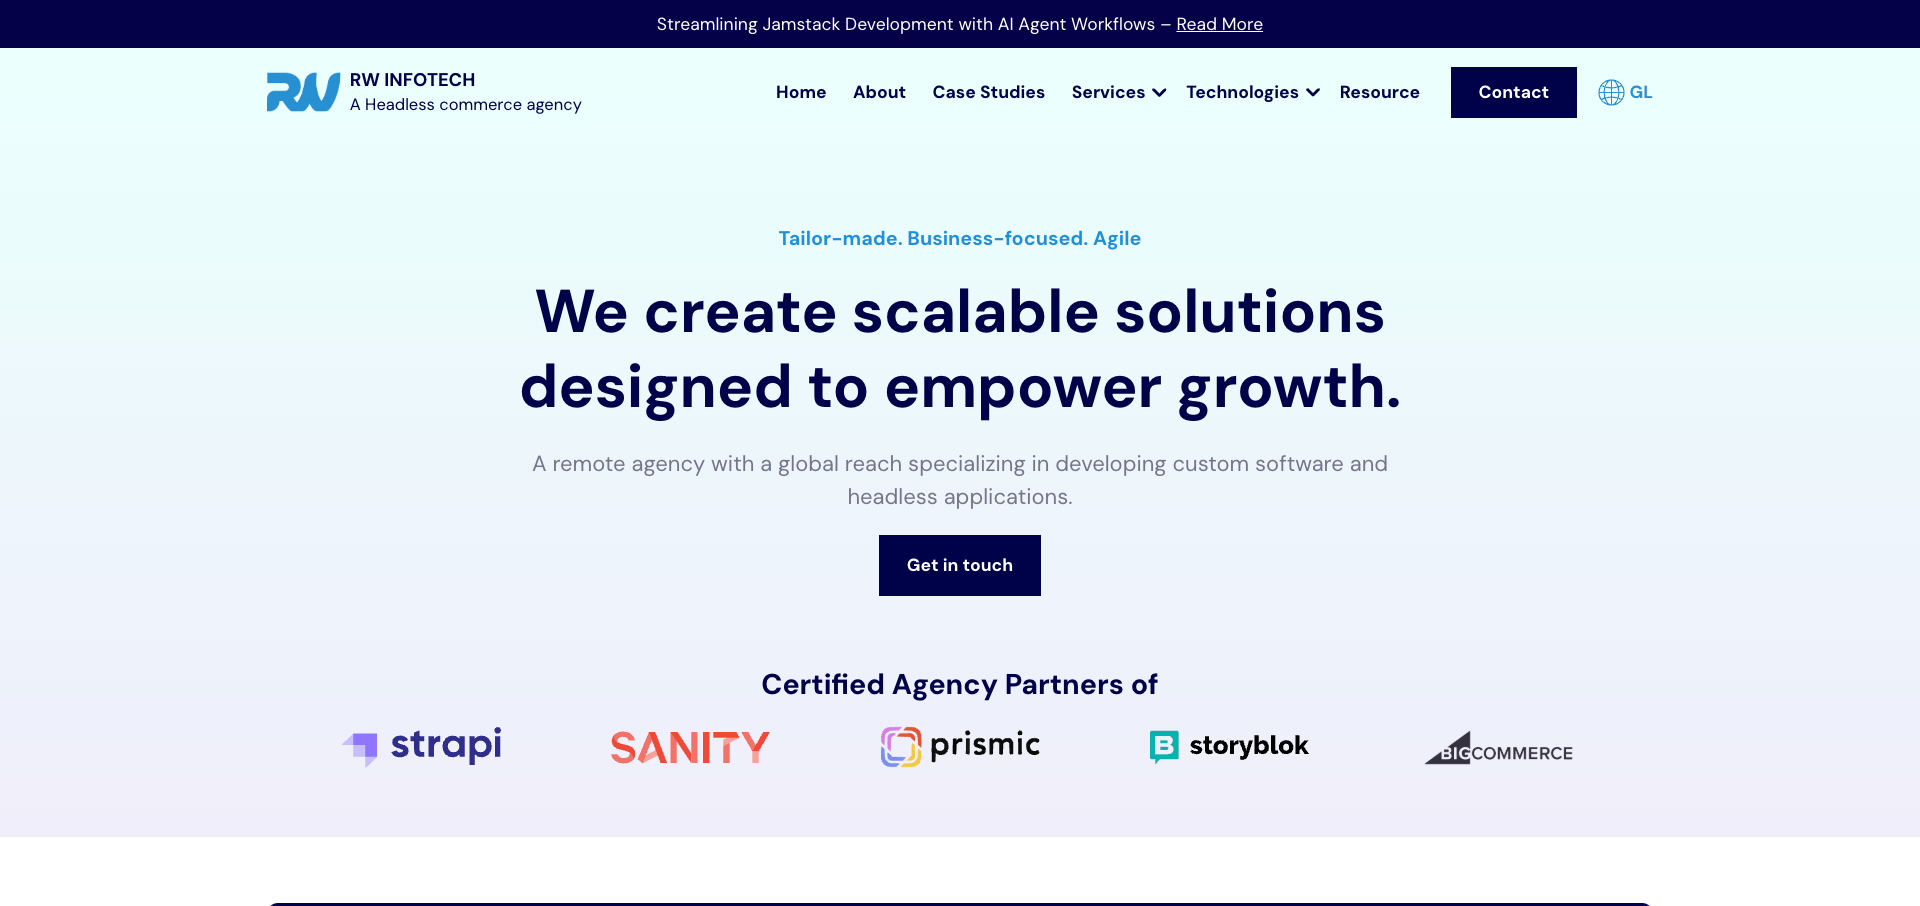 Streamlining Jamstack Development with AI Agent Workflows – Read More
RW INFOTECH
A Headless commerce agency
Home About Case Studies Services Technologies Resource Contact GL
Tailor-made. Business-focused. Agile
We create scalable solutions
designed to empower growth.
A remote agency with a global reach specializing in developing custom software and
headless applications.
Get in touch
Certified Agency Partners of
strapi SANITY prismic storyblok BIGCOMMERCE